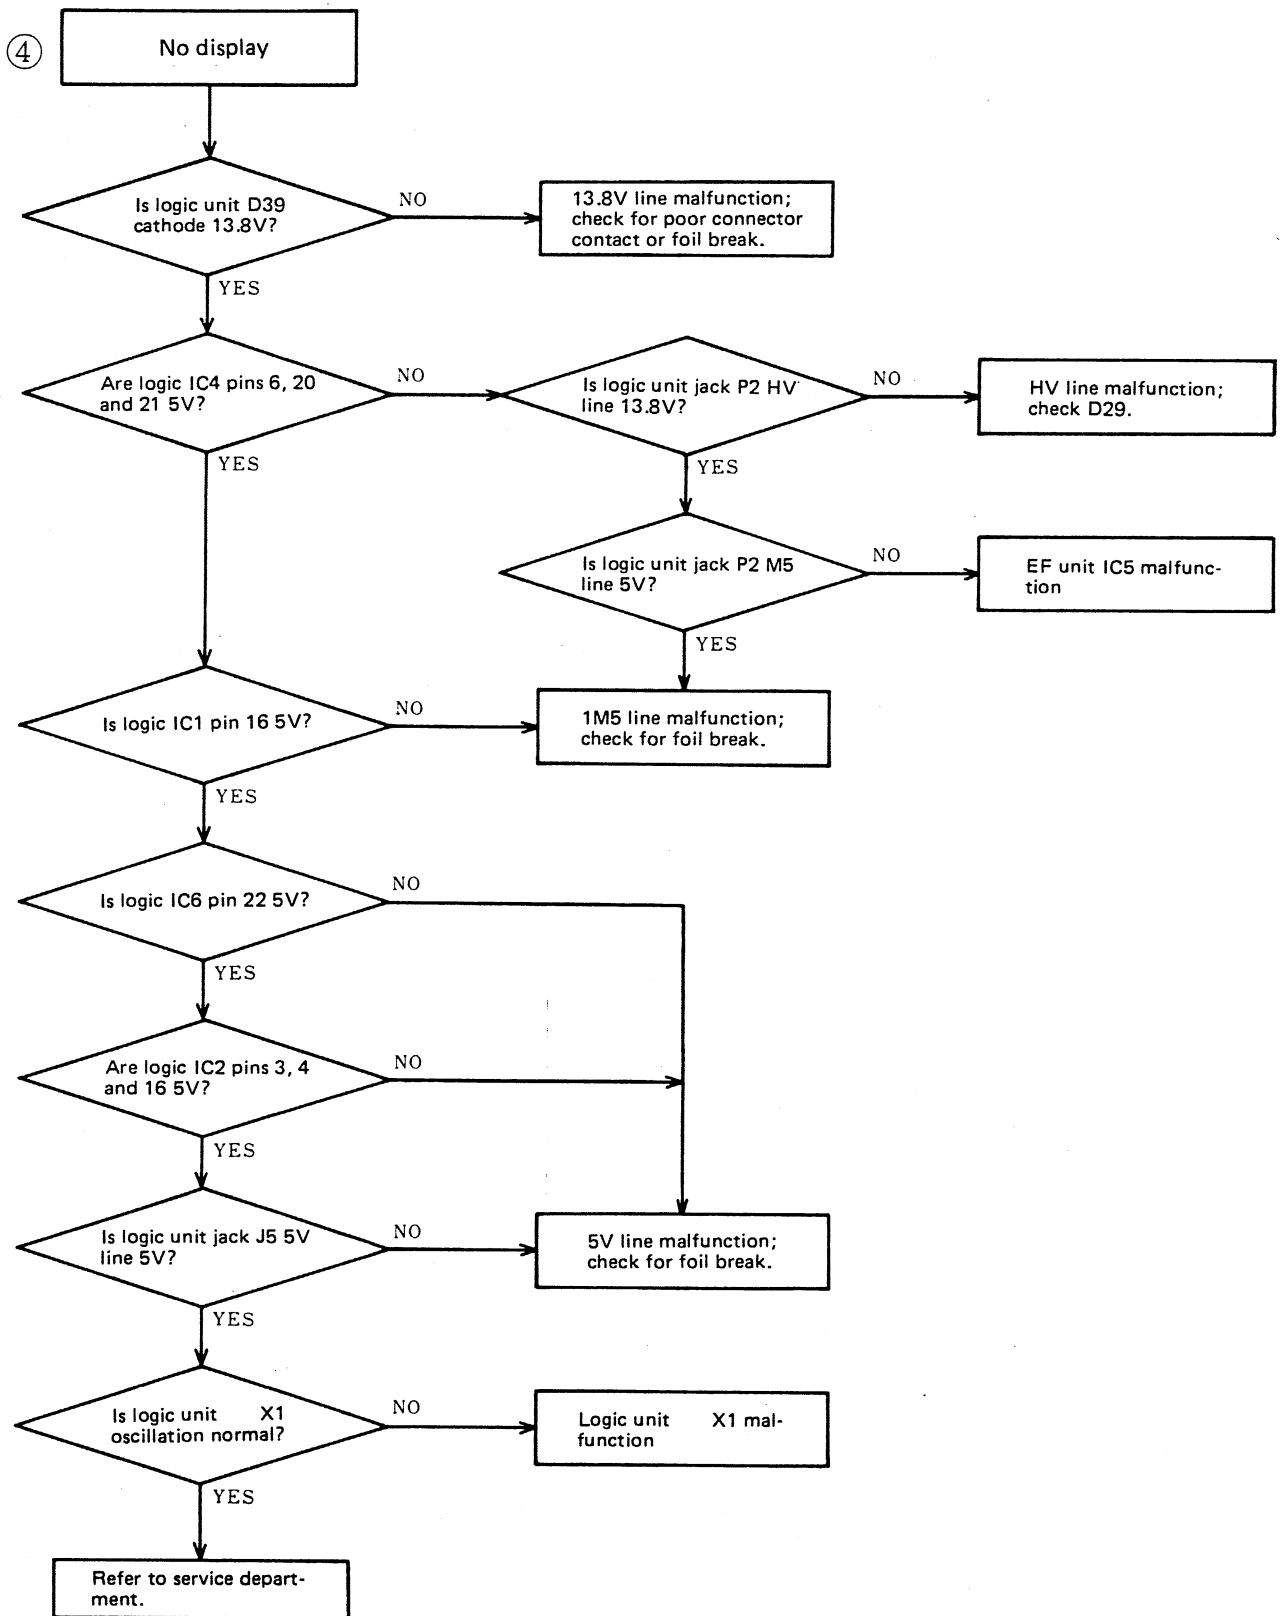 ④
No display
Is logic unit D39
cathode 13.8V?
NO
13.8V line malfunction;
check for poor connector
contact or foil break.
YES
Are logic IC4 pins 6, 20
and 21 5V?
NO
Is logic unit jack P2 HV
line 13.8V?
NO
HV line malfunction;
check D29.
YES
YES
Is logic unit jack P2 M5
line 5V?
NO
EF unit IC5 malfunc-
tion
YES
Is logic IC1 pin 16 5V?
NO
1M5 line malfunction;
check for foil break.
YES
Is logic IC6 pin 22 5V?
NO
YES
Are logic IC2 pins 3, 4
and 16 5V?
NO
YES
Is logic unit jack J5 5V
line 5V?
NO
5V line malfunction;
check for foil break.
YES
Is logic unit X1
oscillation normal?
NO
Logic unit X1 mal-
function
YES
Refer to service depart-
ment.